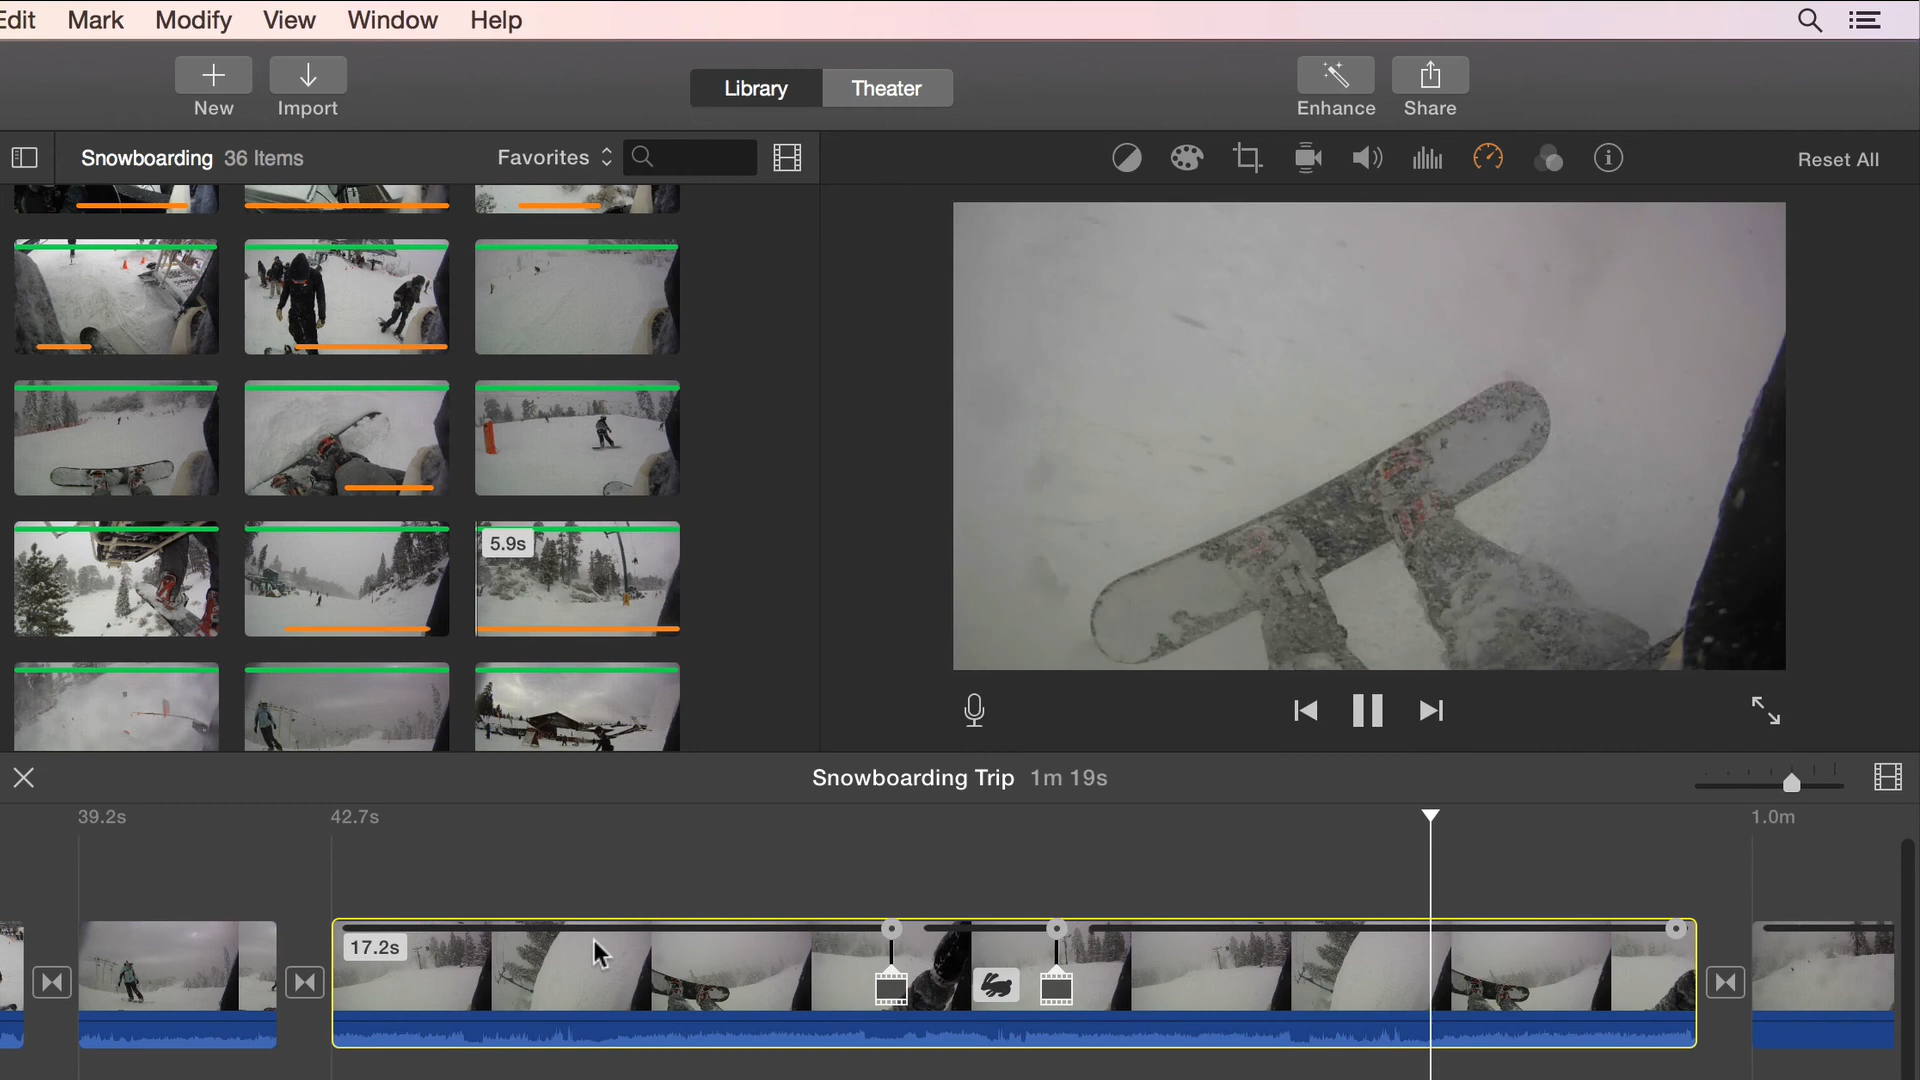 Edit Mark Modify View Window Help
New Import Library Theater Enhance Share
Snowboarding 36 Items Favorites Reset All
5.9s
Snowboarding Trip 1m 19s
39.2s 42.7s 1.0m
17.2s